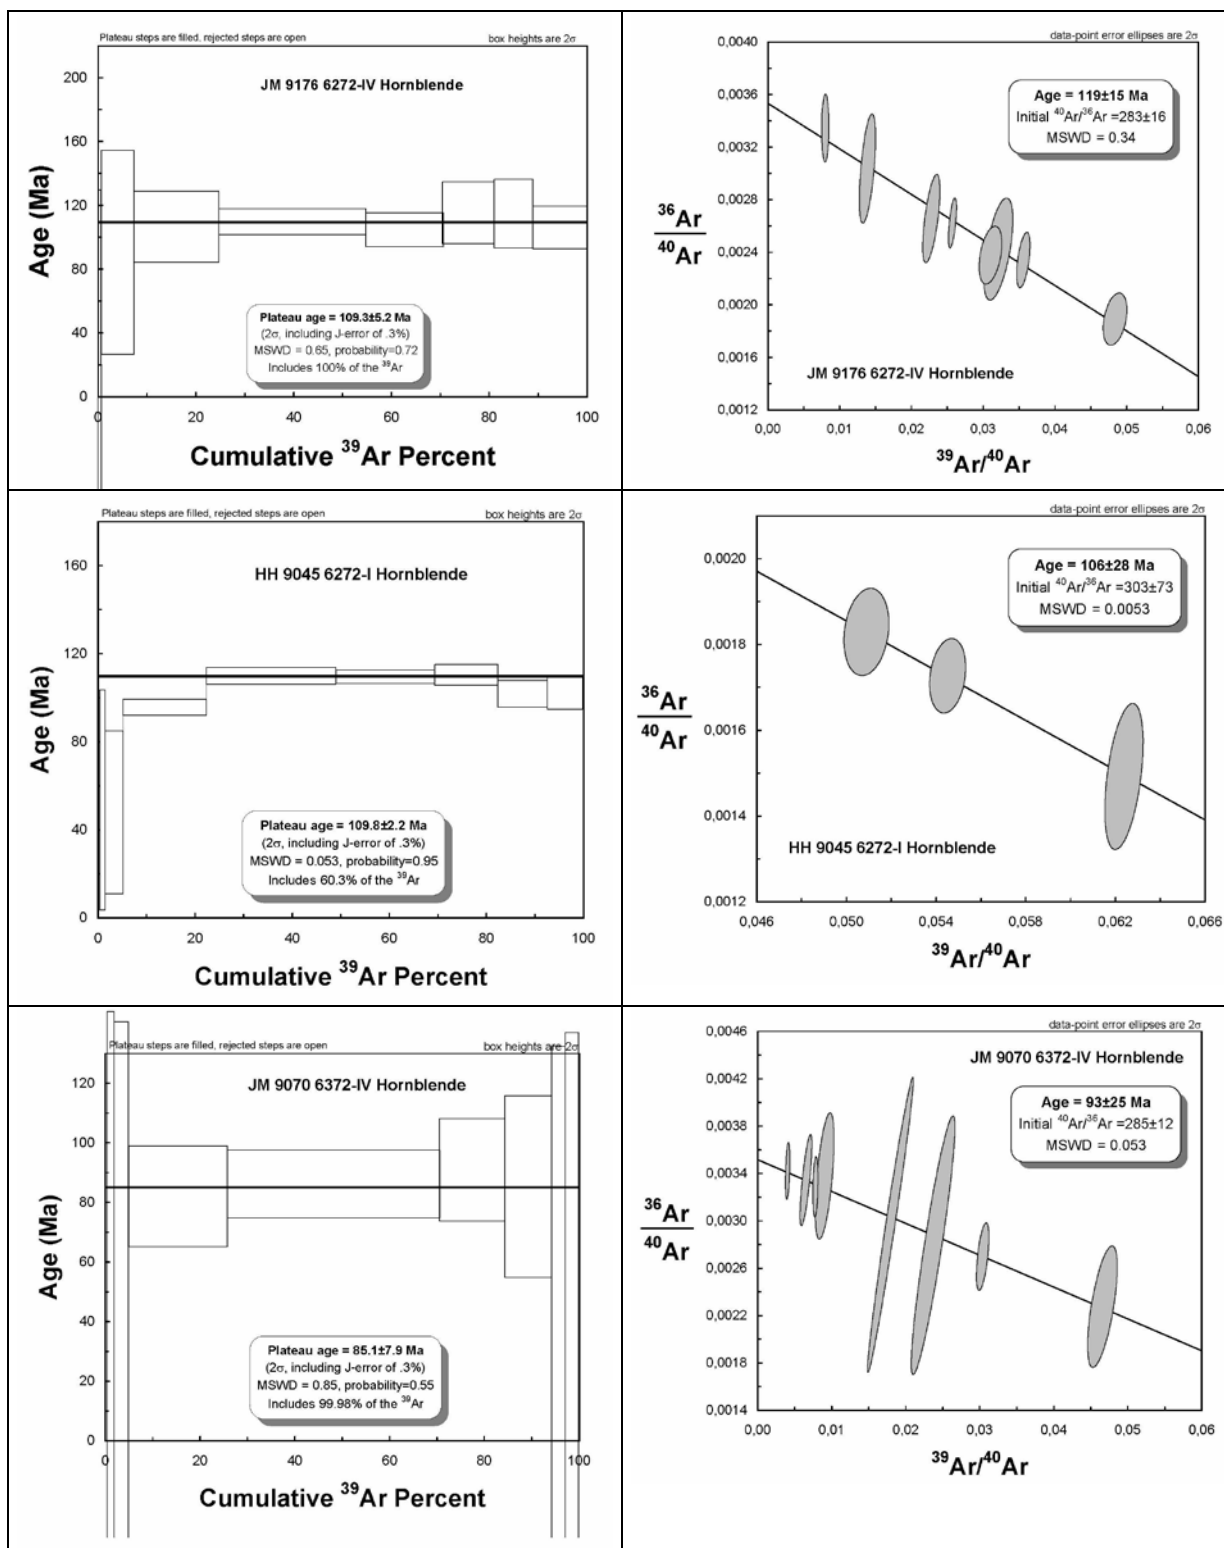 Plateau steps are filled, rejected steps are open
box heights are 2σ
JM 9176 6272-IV Hornblende
200
160
120
80
40
0
Age (Ma)
Plateau age = 109.3±5.2 Ma
(2σ, including J-error of .3%)
MSWD = 0.65, probability=0.72
Includes 100% of the ³⁹Ar
0 20 40 60 80 100
Cumulative ³⁹Ar Percent
data-point error ellipses are 2σ
0,0040
0,0036
0,0032
0,0028
0,0024
0,0020
0,0016
0,0012
³⁶Ar
⁴⁰Ar
Age = 119±15 Ma
Initial ⁴⁰Ar/³⁶Ar =283±16
MSWD = 0.34
JM 9176 6272-IV Hornblende
0,00 0,01 0,02 0,03 0,04 0,05 0,06
³⁹Ar/⁴⁰Ar
Plateau steps are filled, rejected steps are open
box heights are 2σ
HH 9045 6272-I Hornblende
160
120
80
40
0
Age (Ma)
Plateau age = 109.8±2.2 Ma
(2σ, including J-error of .3%)
MSWD = 0.053, probability=0.95
Includes 60.3% of the ³⁹Ar
0 20 40 60 80 100
Cumulative ³⁹Ar Percent
data-point error ellipses are 2σ
0,0020
0,0018
0,0016
0,0014
0,0012
³⁶Ar
⁴⁰Ar
Age = 106±28 Ma
Initial ⁴⁰Ar/³⁶Ar =303±73
MSWD = 0.0053
HH 9045 6272-I Hornblende
0,046 0,050 0,054 0,058 0,062 0,066
³⁹Ar/⁴⁰Ar
Plateau steps are filled, rejected steps are open
box heights are 2σ
JM 9070 6372-IV Hornblende
120
100
80
60
40
20
0
Age (Ma)
Plateau age = 85.1±7.9 Ma
(2σ, including J-error of .3%)
MSWD = 0.85, probability=0.55
Includes 99.98% of the ³⁹Ar
0 20 40 60 80 100
Cumulative ³⁹Ar Percent
data-point error ellipses are 2σ
0,0046
0,0042
0,0038
0,0034
0,0030
0,0026
0,0022
0,0018
0,0014
³⁶Ar
⁴⁰Ar
JM 9070 6372-IV Hornblende
Age = 93±25 Ma
Initial ⁴⁰Ar/³⁶Ar =285±12
MSWD = 0.053
0,00 0,01 0,02 0,03 0,04 0,05 0,06
³⁹Ar/⁴⁰Ar